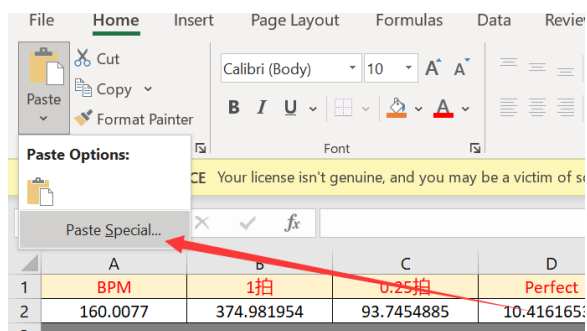 File Home Insert Page Layout Formulas Data Revie
Cut
Calibri (Body) 10 A A
Paste
Copy
B I U A
Format Painter
Font
Paste Options:
CE Your license isn't genuine, and you may be a victim of s
Paste Special...
fx
A B C D
1 BPM 1拍 0.25拍 Perfect
2 160.0077 374.981954 93.7454885 10.4161653